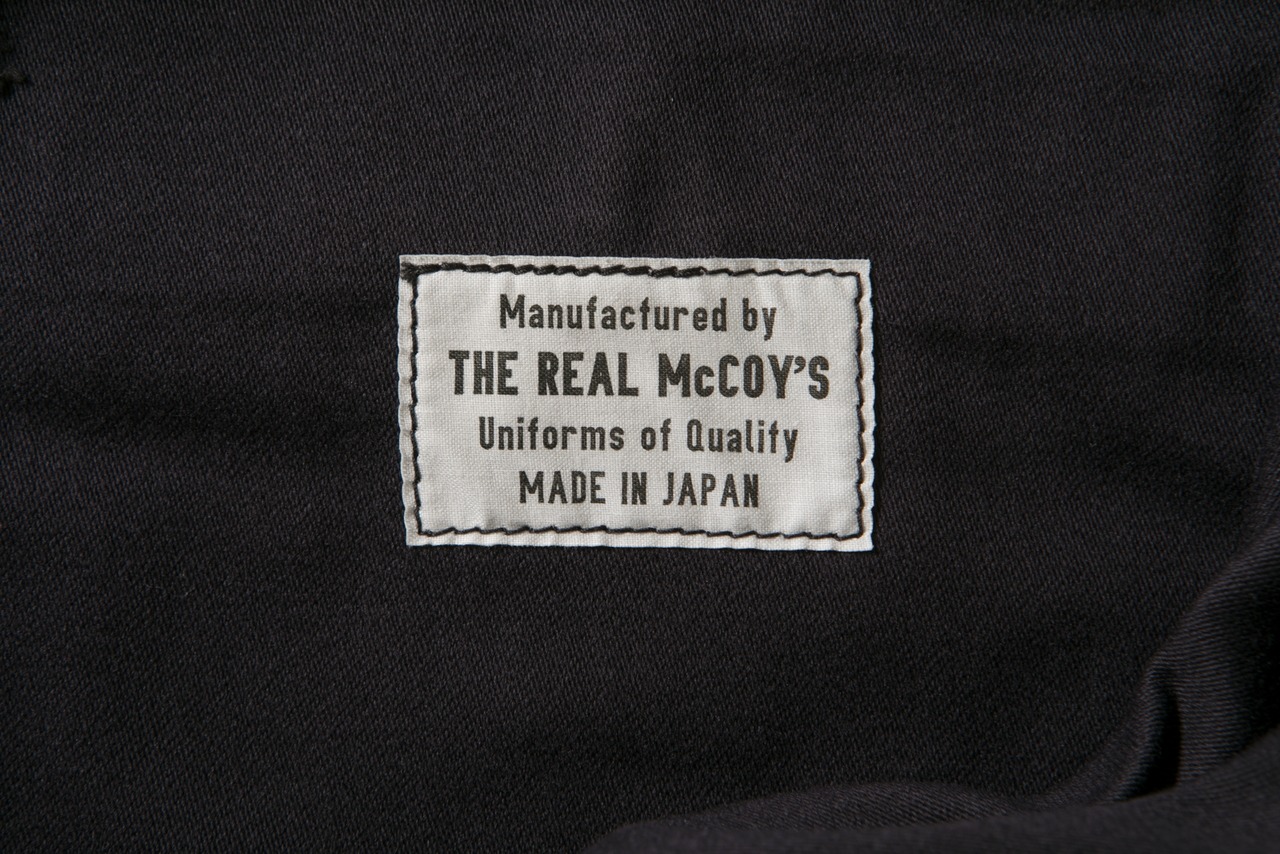 Manufactured by
THE REAL McCOY'S
Uniforms of Quality
MADE IN JAPAN